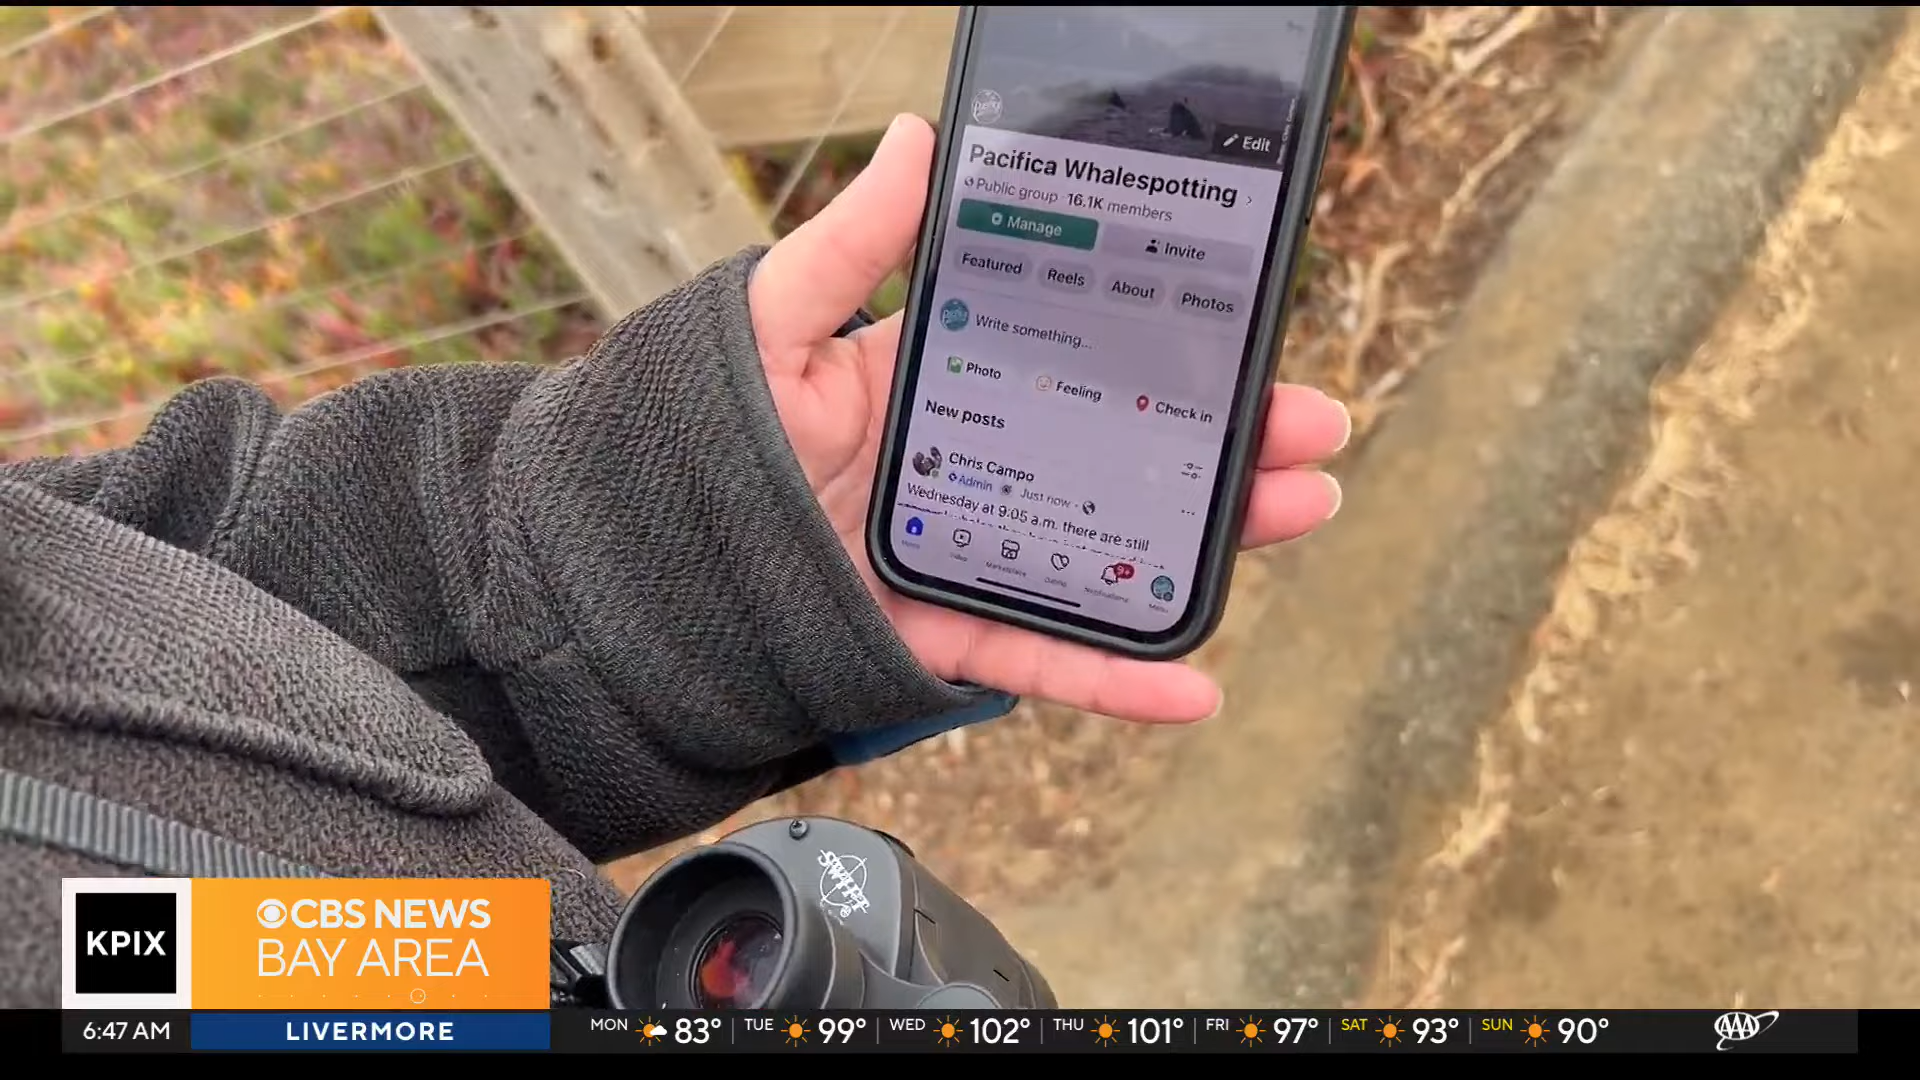 Edit
Pacifica Whalespotting
Public group · 16.1K members
Manage
Invite
Featured
Reels
About
Photos
Write something...
Photo
Feeling
Check in
New posts
Chris Campo
Admin
Just now ·
Wednesday at 9:05 a.m. there are still
9+
SWIFT
KPIX
CBS NEWS
BAY AREA
6:47 AM
LIVERMORE
MON 83° TUE 99° WED 102° THU 101° FRI 97° SAT 93° SUN 90°
AAA